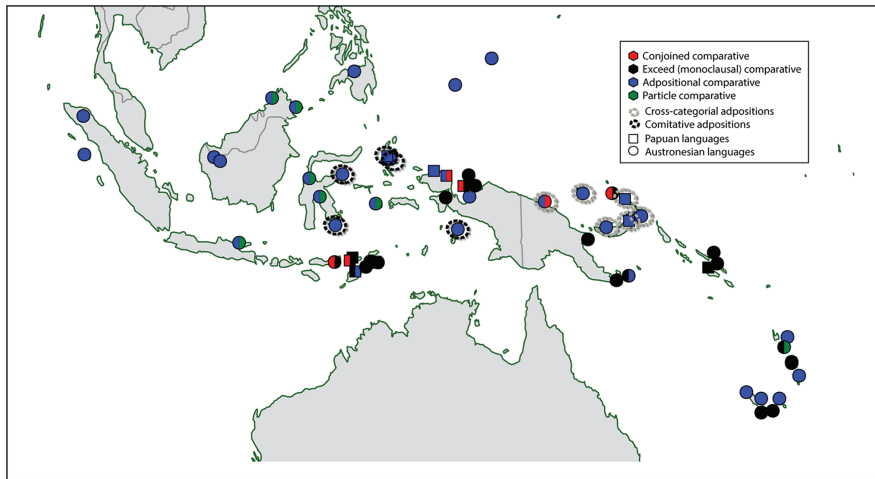 Conjoined comparative
Exceed (monoclausal) comparative
Adpositional comparative
Particle comparative
Cross-categorial adpositions
Comitative adpositions
Papuan languages
Austronesian languages